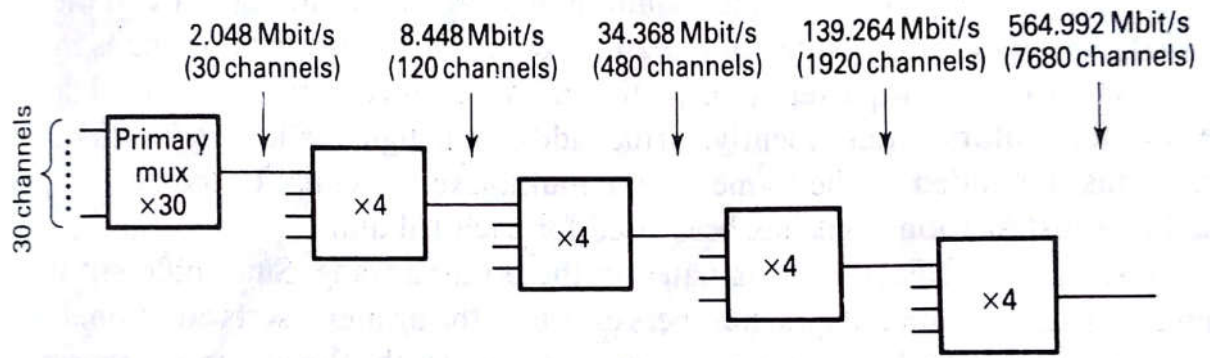 2.048 Mbit/s
(30 channels)
8.448 Mbit/s
(120 channels)
34.368 Mbit/s
(480 channels)
139.264 Mbit/s
(1920 channels)
564.992 Mbit/s
(7680 channels)
30 channels
Primary
mux
×30
×4
×4
×4
×4